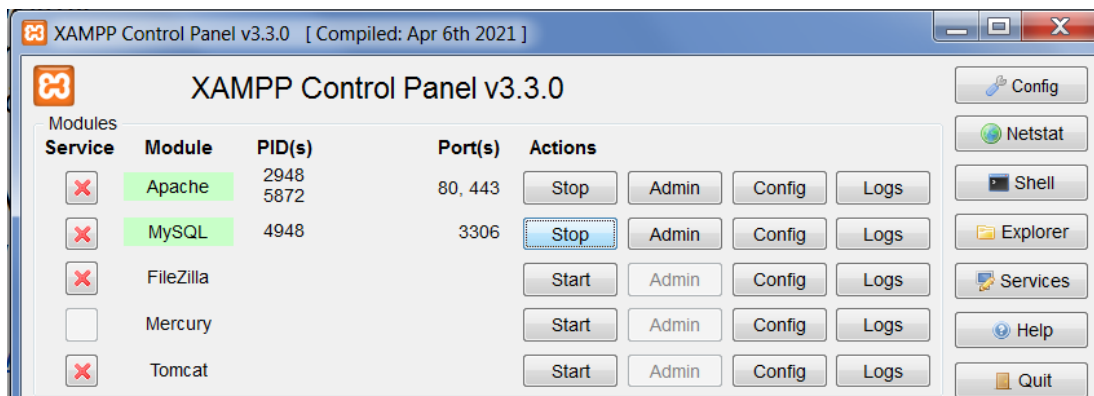 XAMPP Control Panel v3.3.0 [ Compiled: Apr 6th 2021 ]
XAMPP Control Panel v3.3.0
Modules
Service Module PID(s) Port(s) Actions
Apache 2948 5872 80, 443 Stop Admin Config Logs
MySQL 4948 3306 Stop Admin Config Logs
FileZilla Start Admin Config Logs
Mercury Start Admin Config Logs
Tomcat Start Admin Config Logs
Config
Netstat
Shell
Explorer
Services
Help
Quit